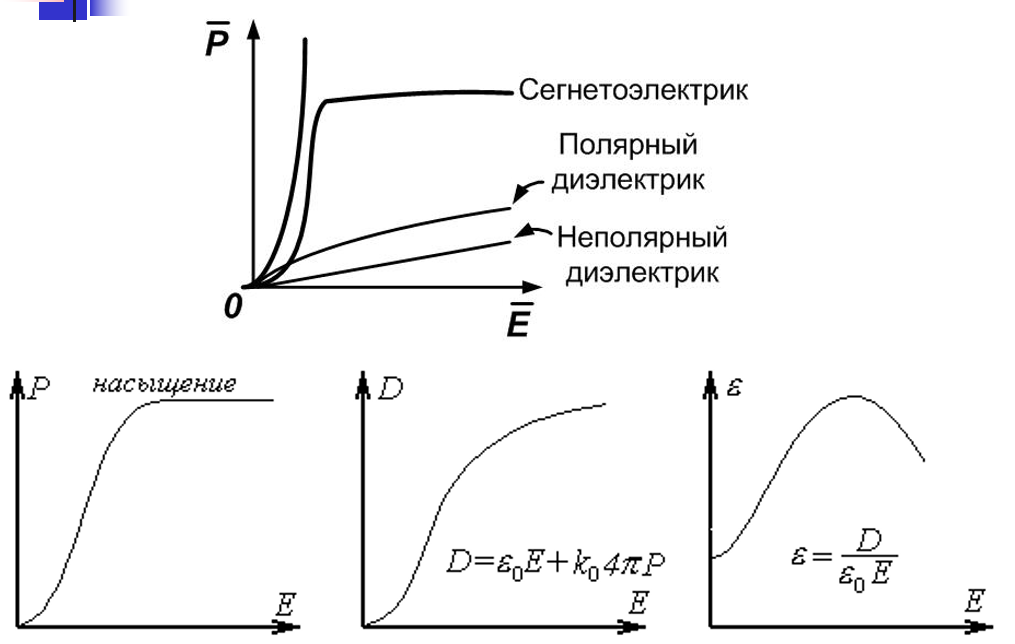 P̅
Сегнетоэлектрик
Полярный
диэлектрик
Неполярный
диэлектрик
0
E̅
P
насыщение
E
D
D=ε₀E+k₀4πP
E
ε
ε=D/ε₀E
E